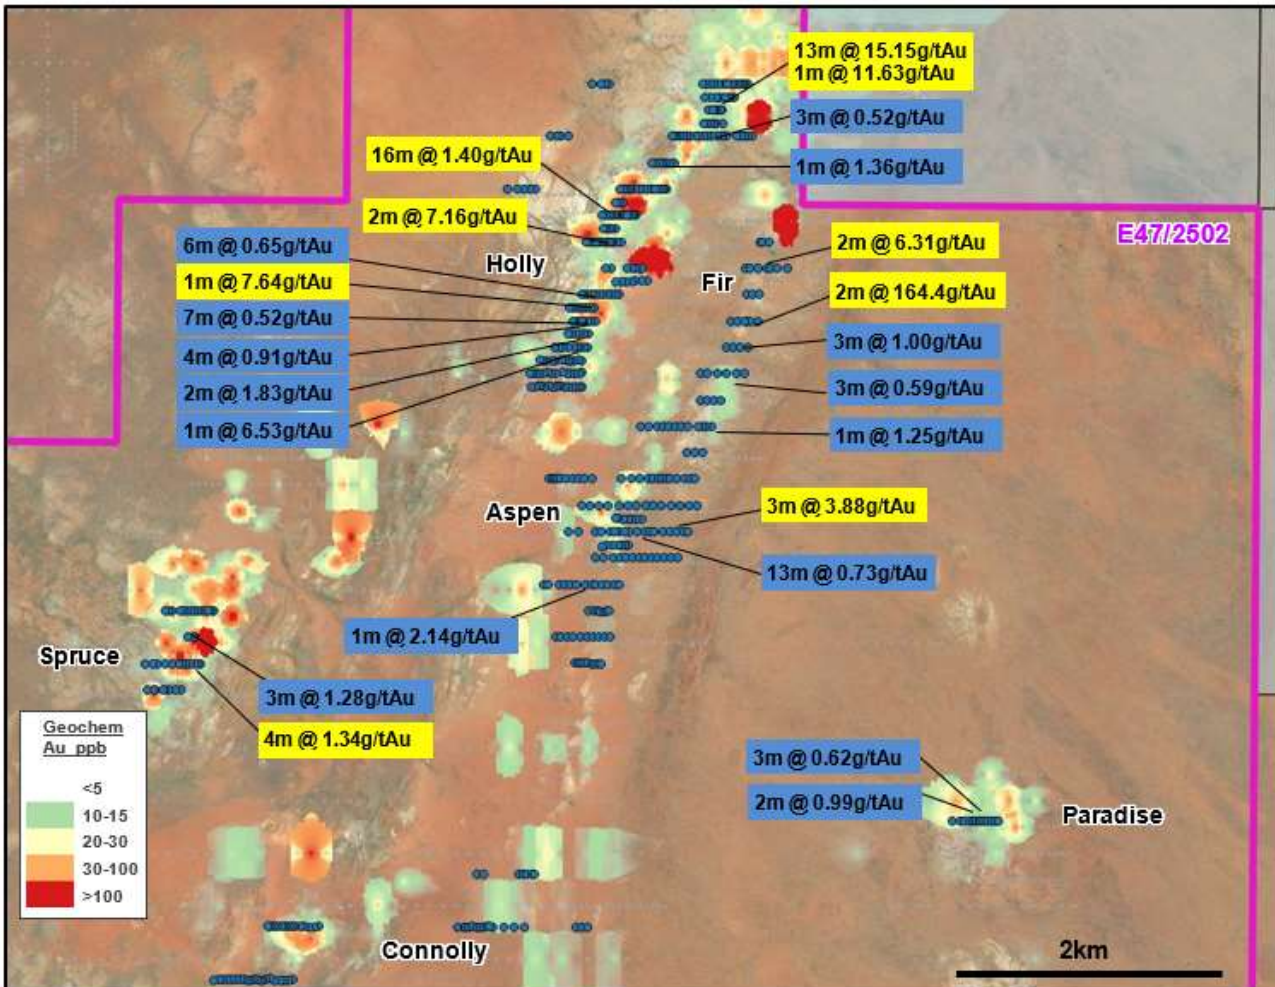 13m @ 15.15g/tAu
1m @ 11.63g/tAu
3m @ 0.52g/tAu
16m @ 1.40g/tAu
1m @ 1.36g/tAu
2m @ 7.16g/tAu
E47/2502
6m @ 0.65g/tAu
2m @ 6.31g/tAu
Holly
1m @ 7.64g/tAu
Fir
2m @ 164.4g/tAu
7m @ 0.52g/tAu
3m @ 1.00g/tAu
4m @ 0.91g/tAu
2m @ 1.83g/tAu
3m @ 0.59g/tAu
1m @ 6.53g/tAu
1m @ 1.25g/tAu
Aspen
3m @ 3.88g/tAu
13m @ 0.73g/tAu
1m @ 2.14g/tAu
Spruce
3m @ 1.28g/tAu
4m @ 1.34g/tAu
Geochem
Au ppb
<5
10-15
20-30
30-100
>100
3m @ 0.62g/tAu
2m @ 0.99g/tAu
Paradise
Connolly
2km